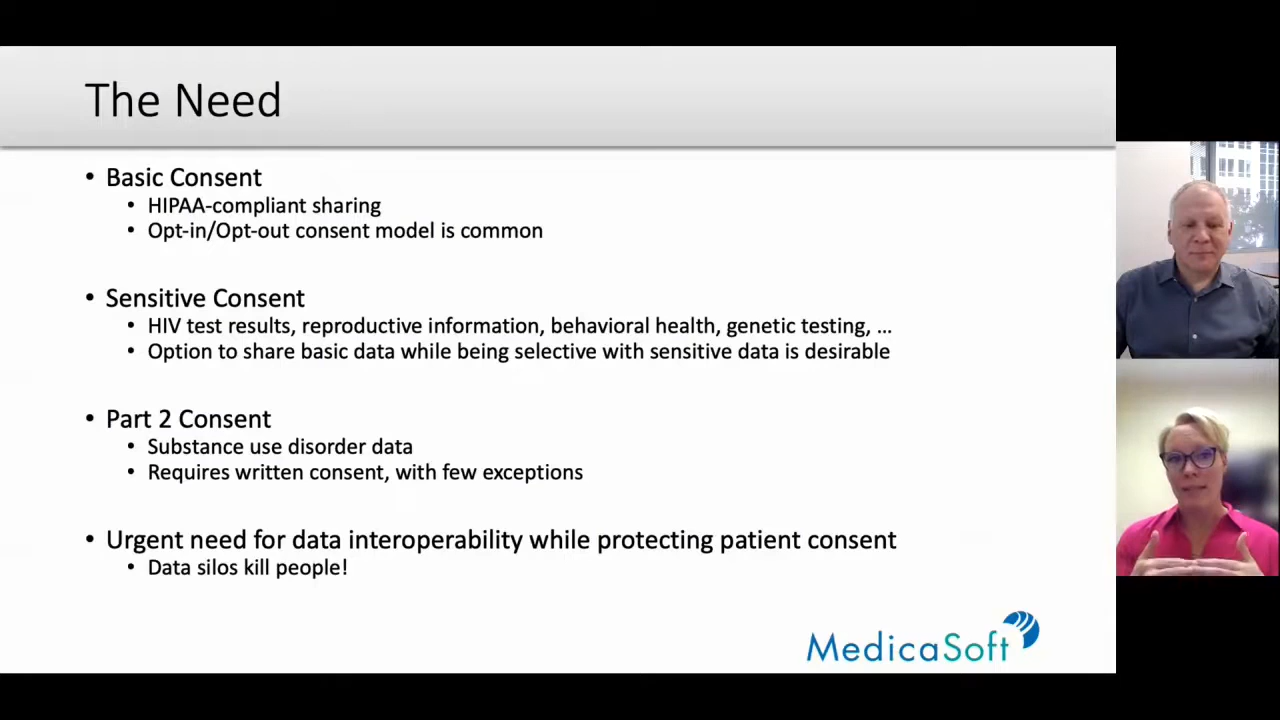 The Need
• Basic Consent
• HIPAA-compliant sharing
• Opt-in/Opt-out consent model is common
• Sensitive Consent
• HIV test results, reproductive information, behavioral health, genetic testing, ...
• Option to share basic data while being selective with sensitive data is desirable
• Part 2 Consent
• Substance use disorder data
• Requires written consent, with few exceptions
• Urgent need for data interoperability while protecting patient consent
• Data silos kill people!
MedicaSoft